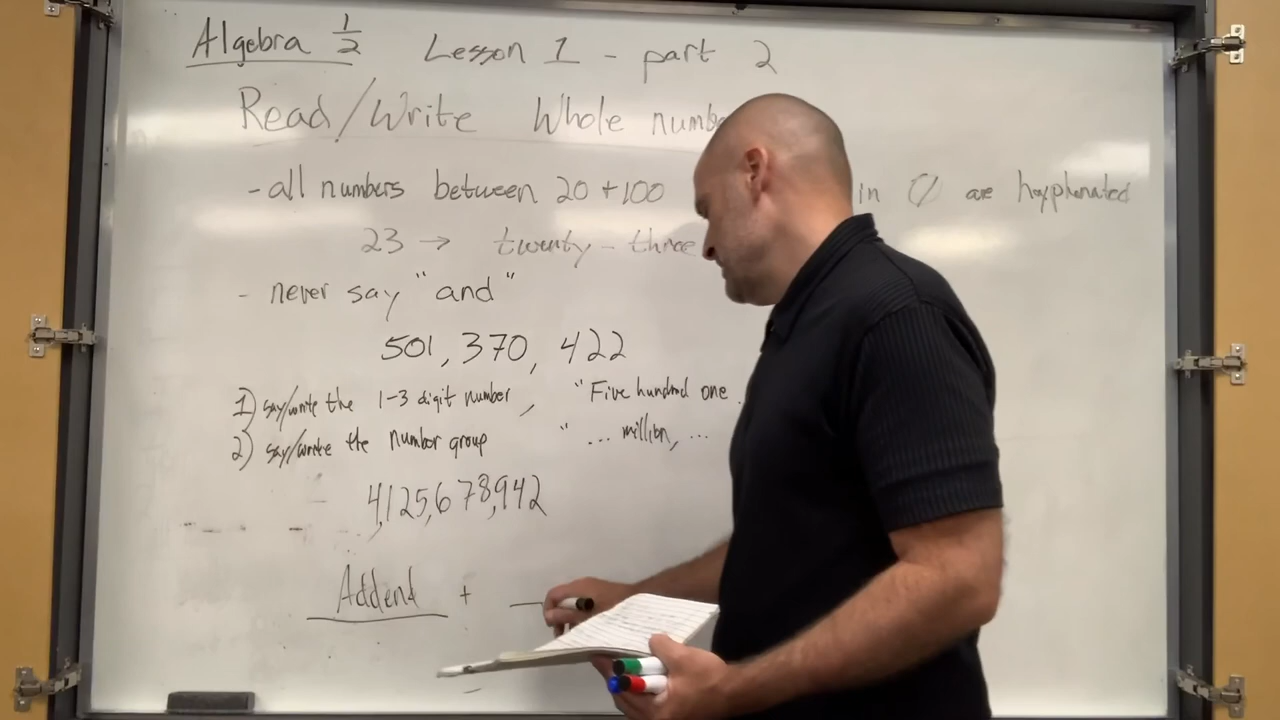 Algebra 1/2 Lesson 1 - part 2
Read/Write Whole numbe
- all numbers between 20 + 100 in 0 are hyphenated
23 → twenty - three
- never say "and"
501, 370, 422
1) say/write the 1-3 digit number, "Five hundred one.
2) say/write the number group "... million, ...
4,125,678,942
Addend +